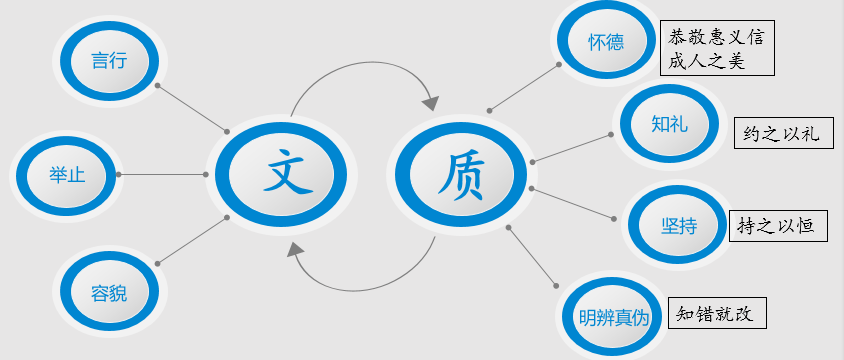 言行
举止
容貌
文
质
怀德
恭敬惠义信
成人之美
知礼
约之以礼
坚持
持之以恒
明辨真伪
知错就改